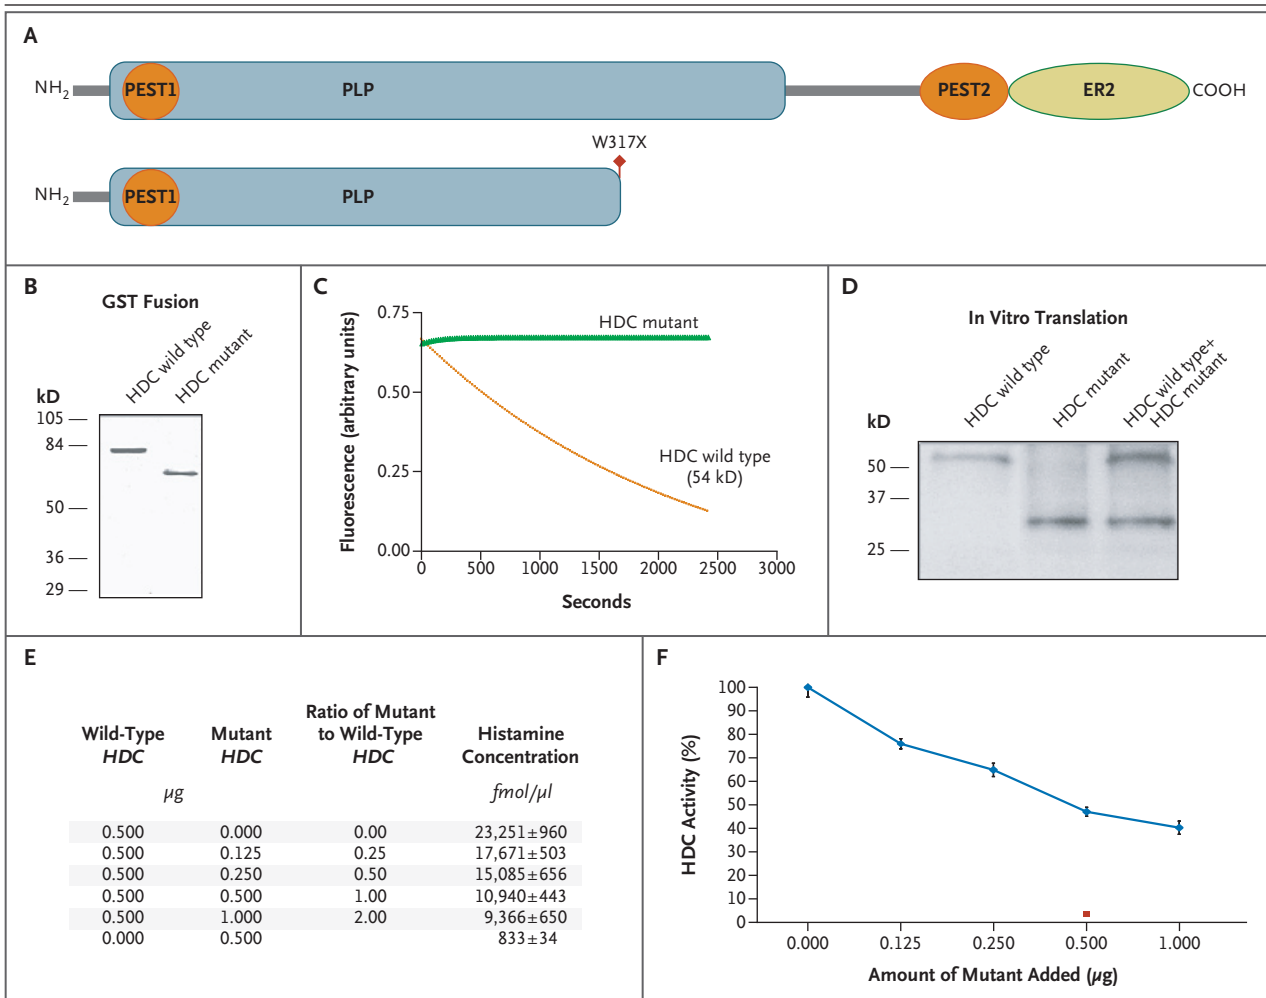 A
NH2 PEST1 PLP PEST2 ER2 COOH
W317X
NH2 PEST1 PLP
B
GST Fusion
HDC wild type
HDC mutant
kD
105
84
50
36
29
C
Fluorescence (arbitrary units)
0.75
0.50
0.25
0.00
HDC mutant
HDC wild type
(54 kD)
0 500 1000 1500 2000 2500 3000
Seconds
D
In Vitro Translation
HDC wild type
HDC mutant
HDC wild type+
HDC mutant
kD
50
37
25
E
Wild-Type HDC
Mutant HDC
Ratio of Mutant to Wild-Type HDC
Histamine Concentration
µg fmol/µl
0.500 0.000 0.00 23,251±960
0.500 0.125 0.25 17,671±503
0.500 0.250 0.50 15,085±656
0.500 0.500 1.00 10,940±443
0.500 1.000 2.00 9,366±650
0.000 0.500 833±34
F
HDC Activity (%)
100
90
80
70
60
50
40
30
20
10
0
0.000 0.125 0.250 0.500 1.000
Amount of Mutant Added (µg)